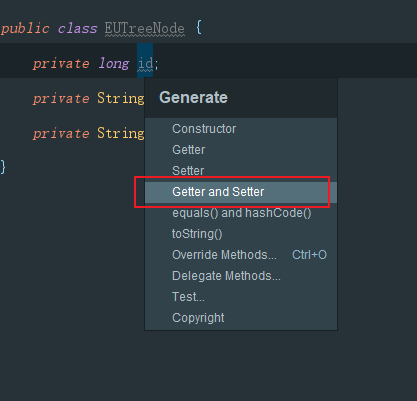 public class EUTreeNode {
private long id;
private String
private String
}
Generate
Constructor
Getter
Setter
Getter and Setter
equals() and hashCode()
toString()
Override Methods... Ctrl+O
Delegate Methods...
Test...
Copyright